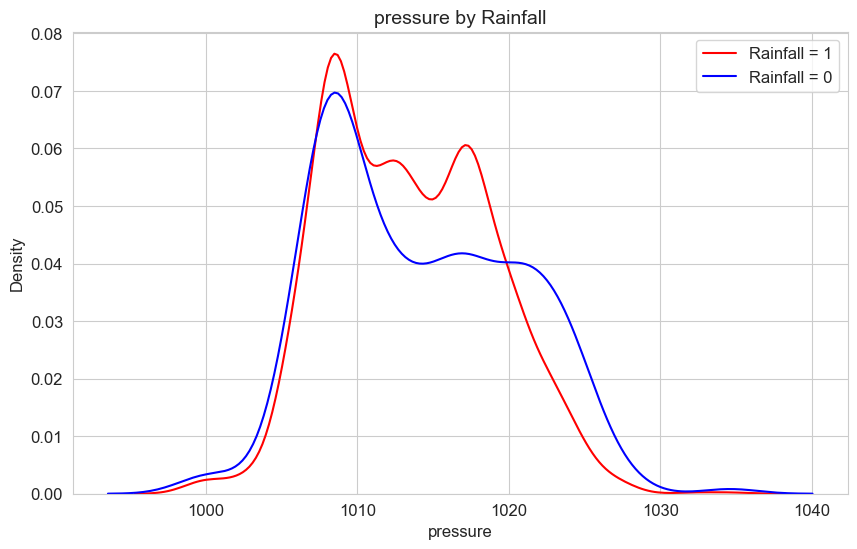 pressure by Rainfall
Rainfall = 1
Rainfall = 0
0.08
0.07
0.06
0.05
0.04
0.03
0.02
0.01
0.00
Density
1000
1010
1020
1030
1040
pressure